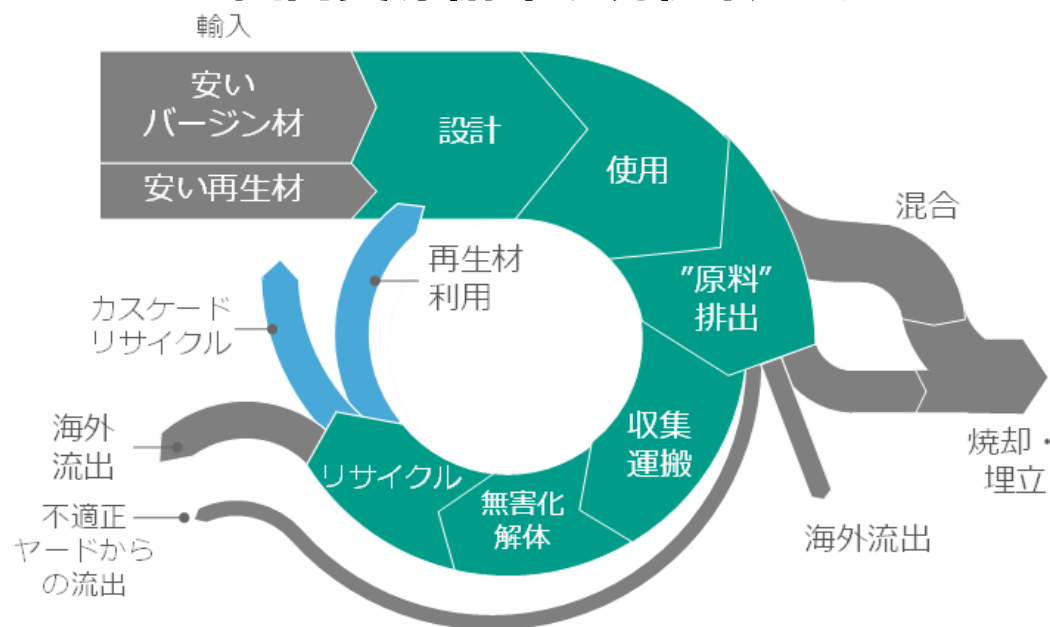 輸入
安い
バージン材
安い再生材
設計
使用
”原料”
排出
混合
再生材
利用
カスケード
リサイクル
海外
流出
リサイクル
無害化
解体
収集
運搬
焼却・
埋立
海外流出
不適正
ヤードから
の流出